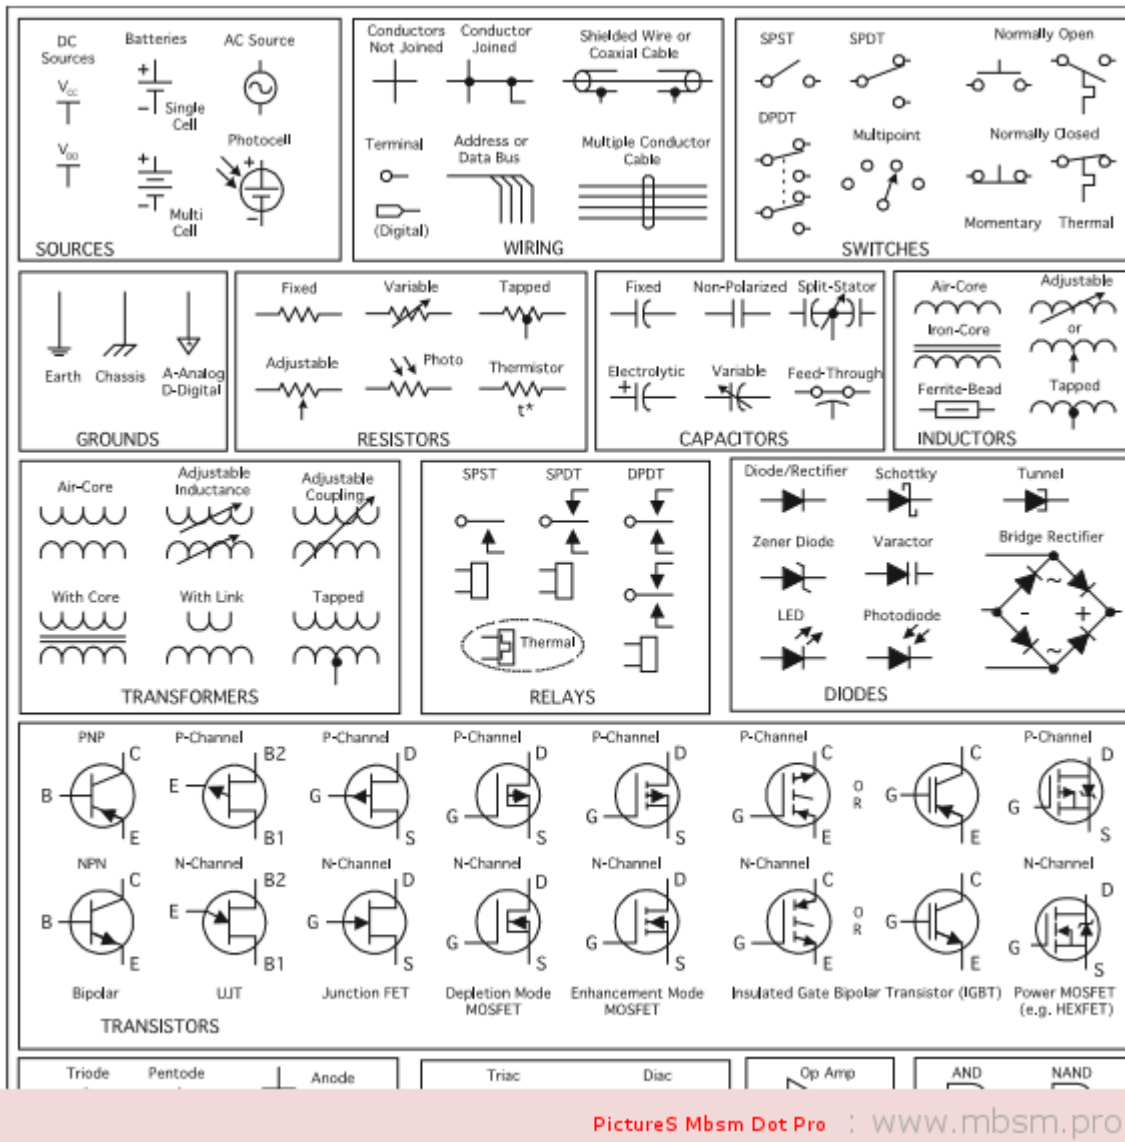 DC
Sources
Batteries
AC Source
VCC
+
−
Single
Cell
VDD
Photocell
+
−
+
−
Multi
Cell
SOURCES
Conductors
Not Joined
Conductor
Joined
Shielded Wire or
Coaxial Cable
Terminal
Address or
Data Bus
Multiple Conductor
Cable
(Digital)
WIRING
SPST
SPDT
Normally Open
DPDT
Multipoint
Normally Closed
Momentary
Thermal
SWITCHES
Earth
Chassis
A-Analog
D-Digital
GROUNDS
Fixed
Variable
Tapped
Adjustable
Photo
Thermistor
t*
RESISTORS
Fixed
Non-Polarized
Split-Stator
Electrolytic
+
Variable
Feed-Through
CAPACITORS
Air-Core
Adjustable
Iron-Core
or
Ferrite-Bead
Tapped
INDUCTORS
Air-Core
Adjustable
Inductance
Adjustable
Coupling
With Core
With Link
Tapped
TRANSFORMERS
SPST
SPDT
DPDT
Thermal
RELAYS
Diode/Rectifier
Schottky
Tunnel
Zener Diode
Varactor
Bridge Rectifier
LED
Photodiode
~
- +
~
DIODES
PNP
P-Channel
P-Channel
P-Channel
P-Channel
P-Channel
P-Channel
B C E
E B2 B1
G D S
G D S
G D S
G C E
OR
G C E
G D S
NPN
N-Channel
N-Channel
N-Channel
N-Channel
N-Channel
N-Channel
B C E
E B2 B1
G D S
G D S
G D S
G C E
OR
G C E
G D S
Bipolar
UJT
Junction FET
Depletion Mode
MOSFET
Enhancement Mode
MOSFET
Insulated Gate Bipolar Transistor (IGBT)
Power MOSFET
(e.g. HEXFET)
TRANSISTORS
Triode
Pentode
Anode
Triac
Diac
Op Amp
AND
NAND
PictureS Mbsm Dot Pro : www.mbsm.pro